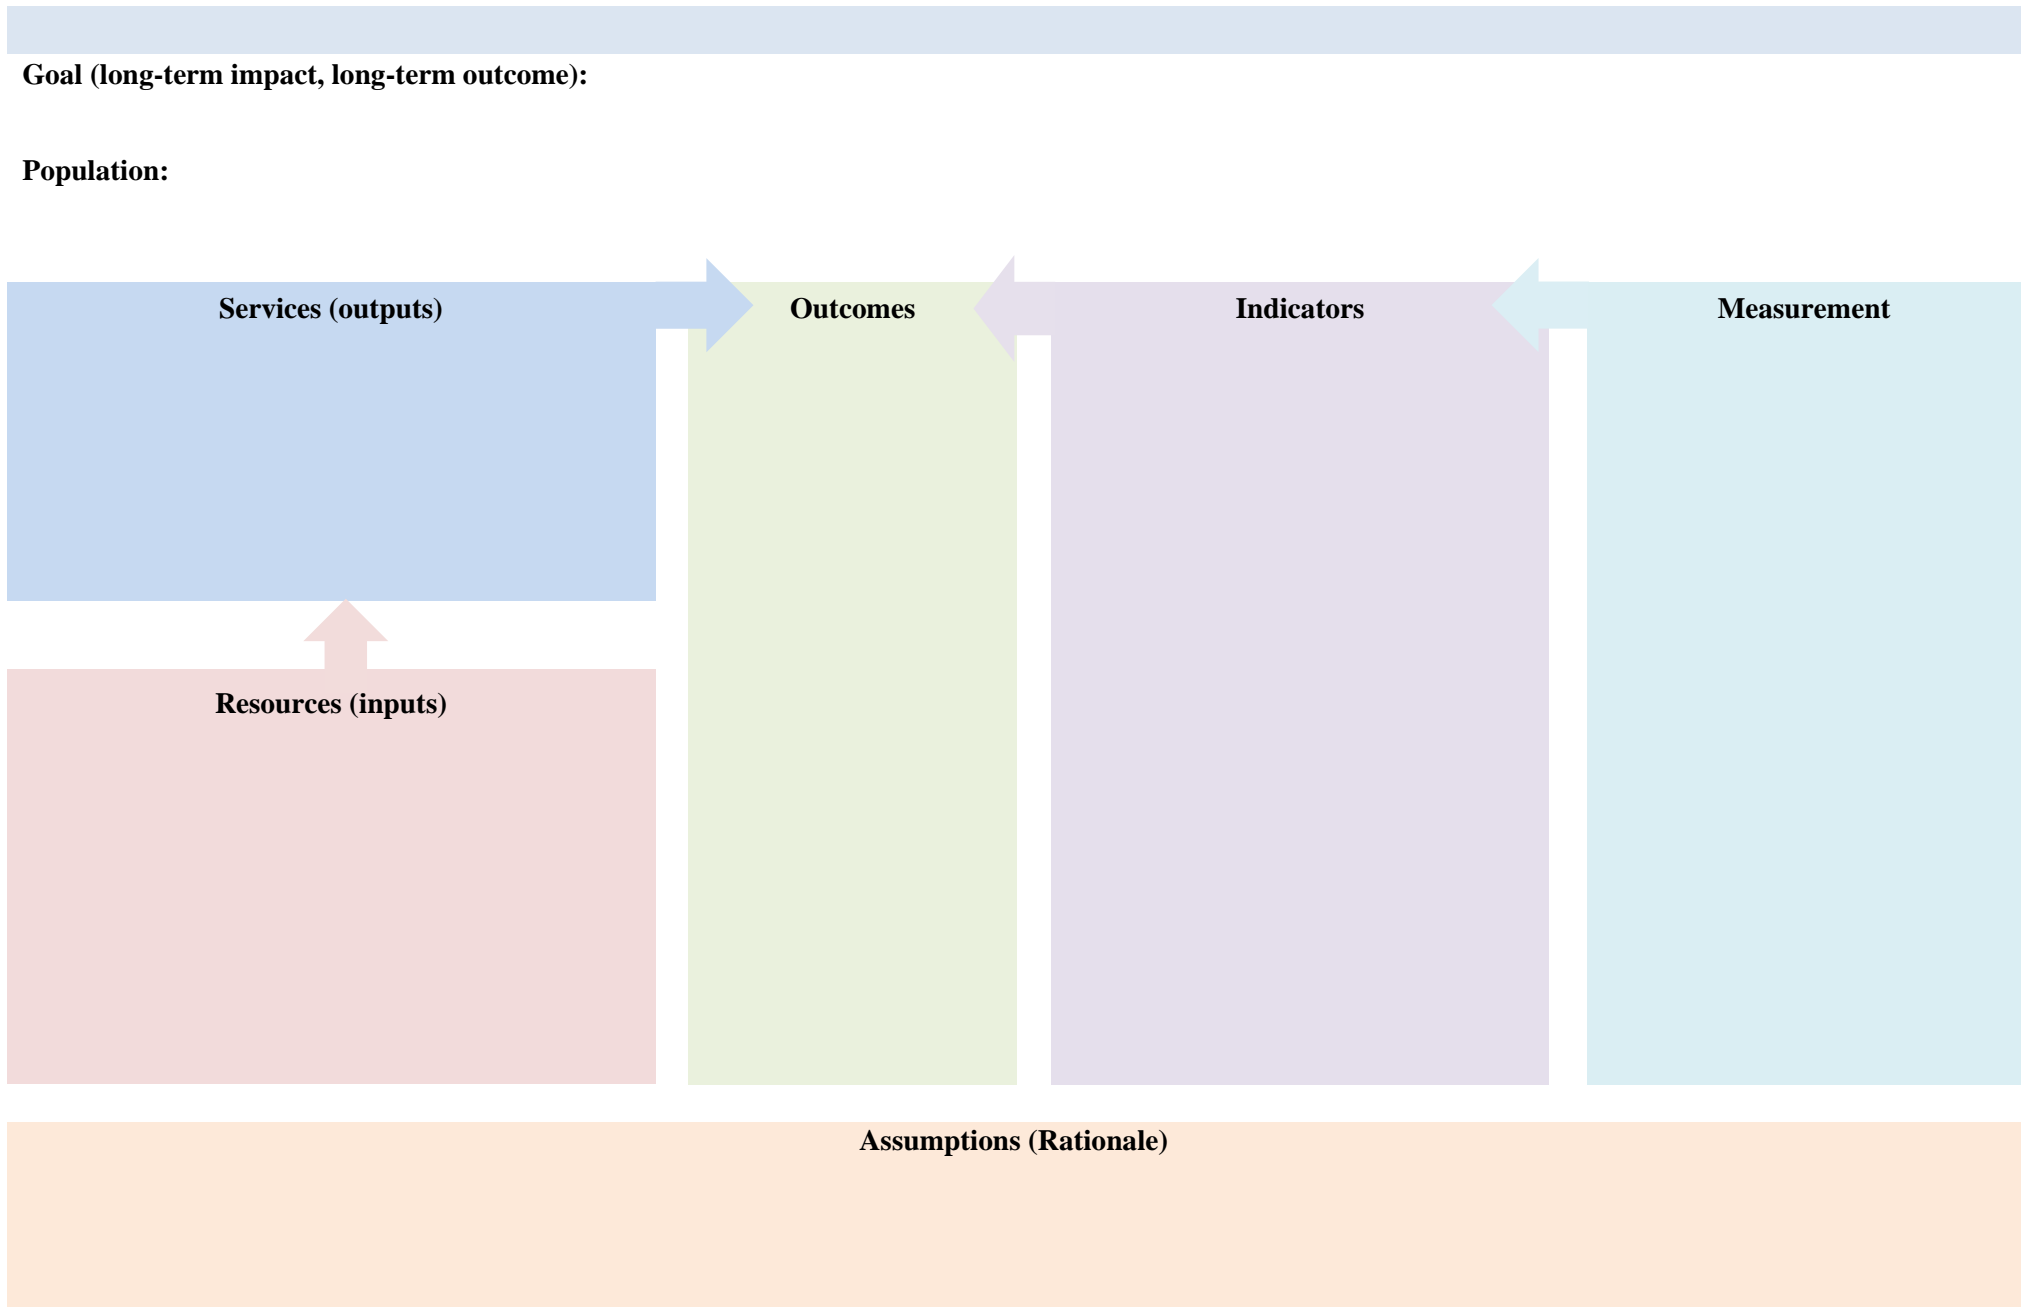 Goal (long-term impact, long-term outcome):
Population:
Services (outputs)
Outcomes
Indicators
Measurement
Resources (inputs)
Assumptions (Rationale)